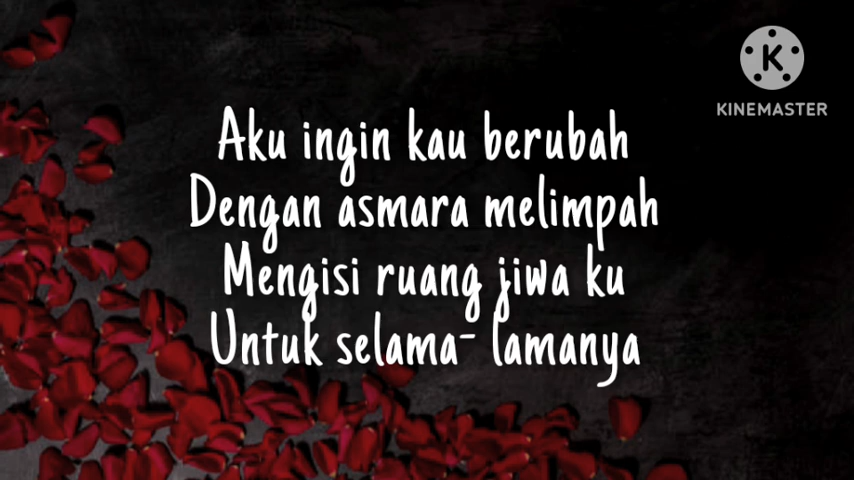 KINEMASTER
Aku ingin kau berubah
Dengan asmara melimpah
Mengisi ruang jiwa ku
Untuk selama- lamanya